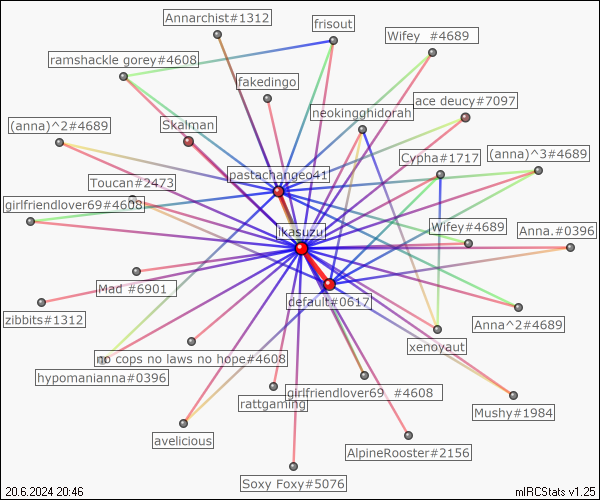 Annarchist#1312
frisout
Wifey #4689
ramshackle gorey#4608
fakedingo
ace deucy#7097
neokingghidorah
(anna)^2#4689
Skalman
Cypha#1717
(anna)^3#4689
pastachangeo41
Toucan#2473
girlfriendlover69#4608
ikasuzu
Wifey#4689
Anna.#0396
Mad #6901
default#0617
zibbits#1312
Anna^2#4689
xenoyaut
no cops no laws no hope#4608
hypomanianna#0396
girlfriendlover69 #4608
rattgaming
Mushy#1984
avelicious
AlpineRooster#2156
Soxy Foxy#5076
20.6.2024 20:46
mIRCStats v1.25